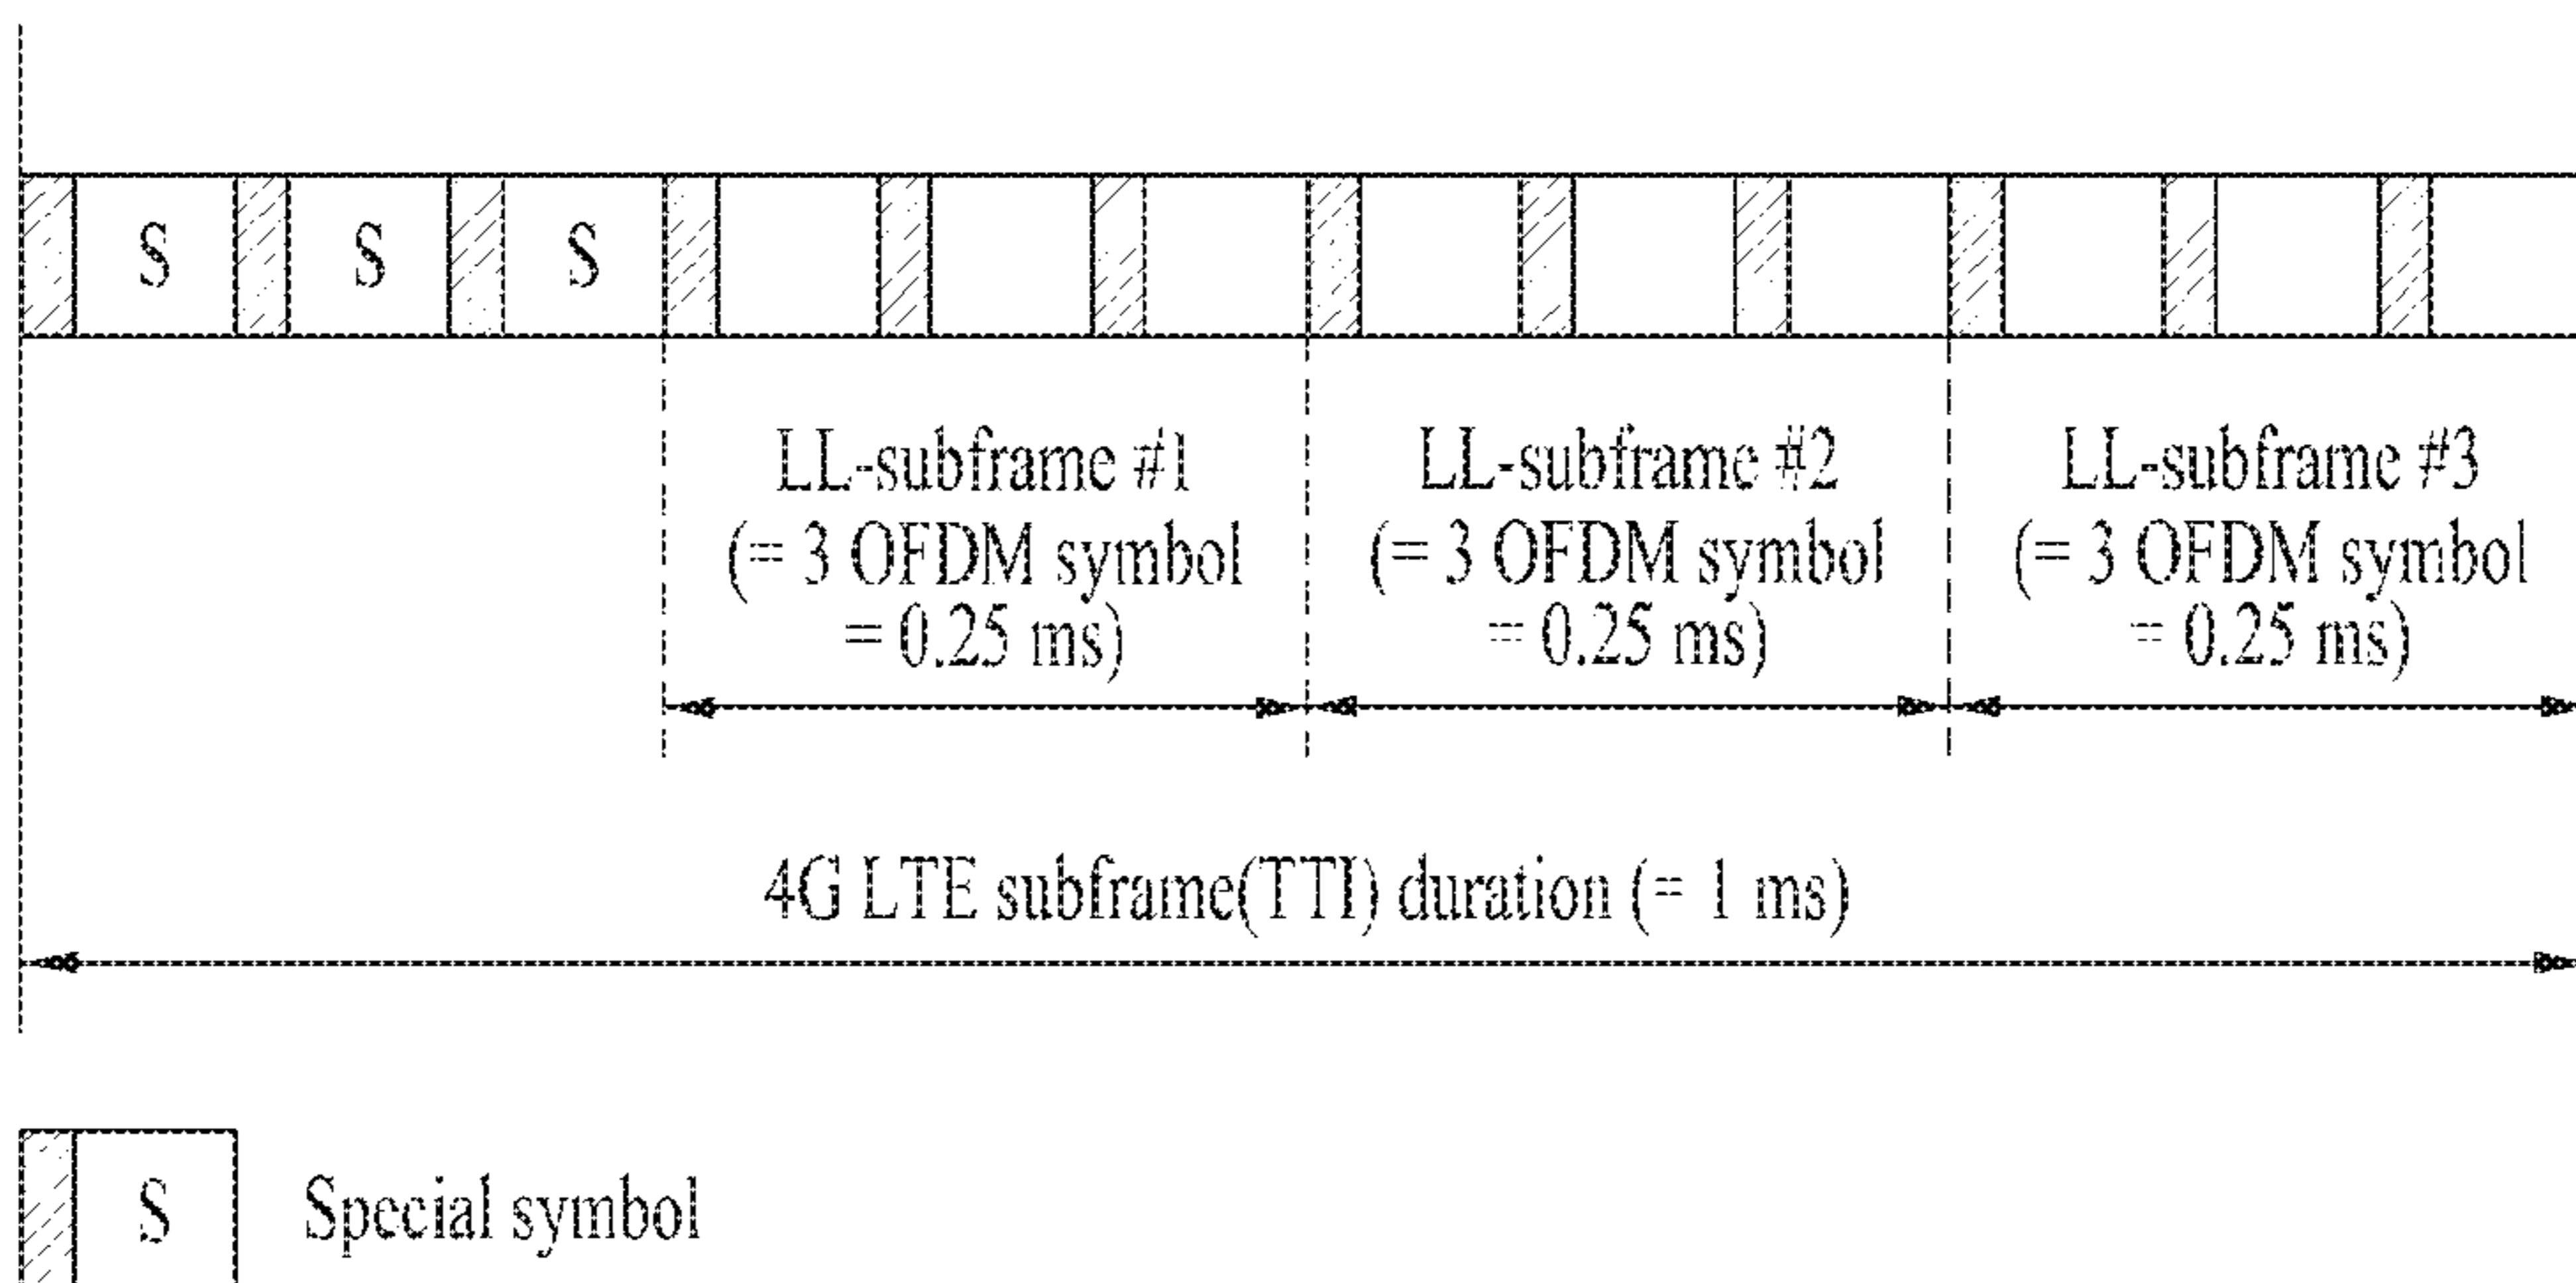 S S S
LL-subframe #1 LL-subframe #2 LL-subframe #3
(= 3 OFDM symbol (= 3 OFDM symbol (= 3 OFDM symbol
= 0.25 ms) = 0.25 ms) = 0.25 ms)
4G LTE subframe(TTI) duration (= 1 ms)
S Special symbol